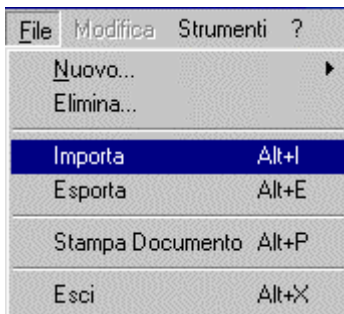 File Modifica Strumenti ?
Nuovo...
Elimina...
Importa Alt+I
Esporta Alt+E
Stampa Documento Alt+P
Esci Alt+X